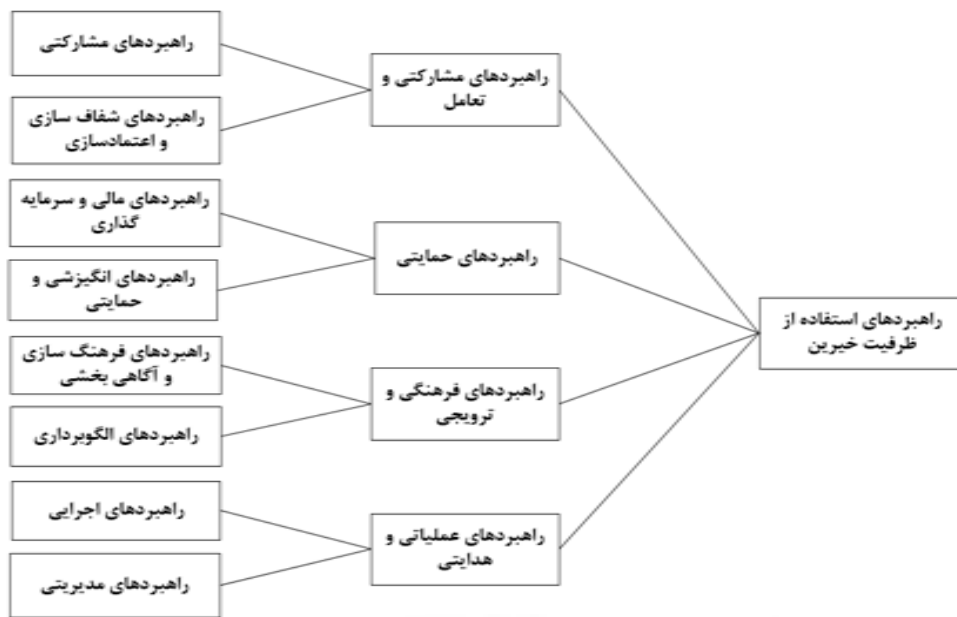 راهبردهای استفاده از
ظرفیت خیرین
راهبردهای مشارکتی و
تعامل
راهبردهای مشارکتی
راهبردهای شفاف سازی
و اعتمادسازی
راهبردهای حمایتی
راهبردهای مالی و سرمایه
گذاری
راهبردهای انگیزشی و
حمایتی
راهبردهای فرهنگی و
ترویجی
راهبردهای فرهنگ سازی
و آگاهی بخشی
راهبردهای الگوبرداری
راهبردهای عملیاتی و
هدایتی
راهبردهای اجرایی
راهبردهای مدیریتی